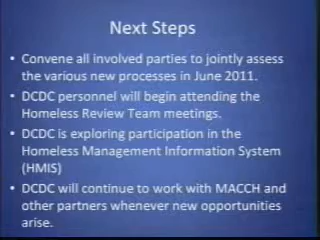 Next Steps
• Convene all involved parties to jointly assess
the various new processes in June 2011.
• DCDC personnel will begin attending the
Homeless Review Team meetings.
• DCDC is exploring participation in the
Homeless Management Information System
(HMIS)
• DCDC will continue to work with MACCH and
other partners whenever new opportunities
arise.